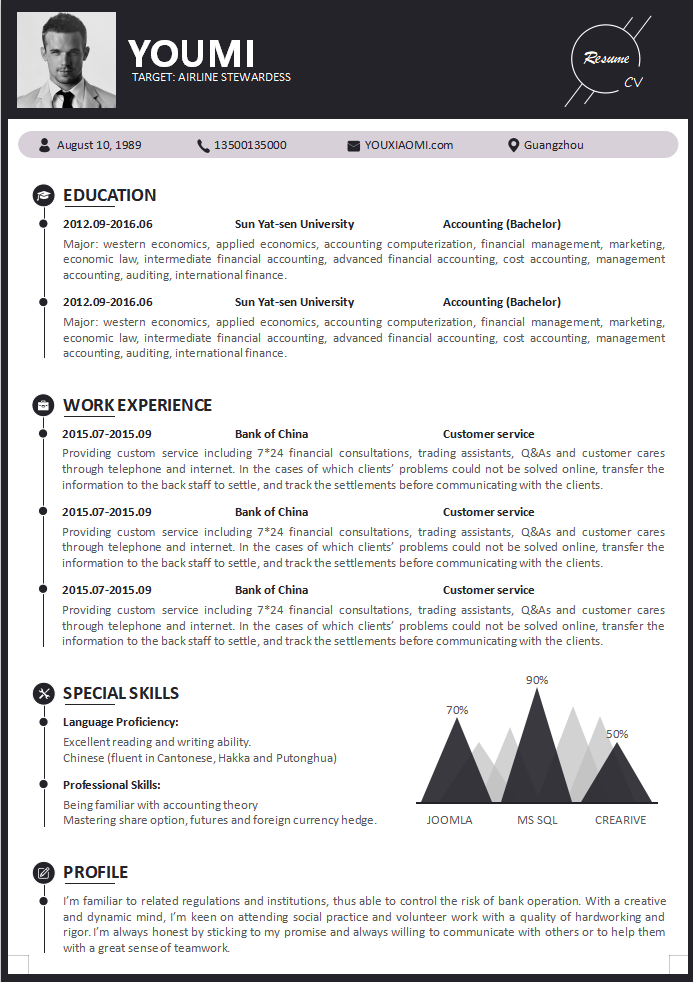 YOUMI
TARGET: AIRLINE STEWARDESS
Resume
CV
August 10, 1989
13500135000
YOUXIAOMI.com
Guangzhou
EDUCATION
2012.09-2016.06 Sun Yat-sen University Accounting (Bachelor)
Major: western economics, applied economics, accounting computerization, financial management, marketing,
economic law, intermediate financial accounting, advanced financial accounting, cost accounting, management
accounting, auditing, international finance.
2012.09-2016.06 Sun Yat-sen University Accounting (Bachelor)
Major: western economics, applied economics, accounting computerization, financial management, marketing,
economic law, intermediate financial accounting, advanced financial accounting, cost accounting, management
accounting, auditing, international finance.
WORK EXPERIENCE
2015.07-2015.09 Bank of China Customer service
Providing custom service including 7*24 financial consultations, trading assistants, Q&As and customer cares
through telephone and internet. In the cases of which clients’ problems could not be solved online, transfer the
information to the back staff to settle, and track the settlements before communicating with the clients.
2015.07-2015.09 Bank of China Customer service
Providing custom service including 7*24 financial consultations, trading assistants, Q&As and customer cares
through telephone and internet. In the cases of which clients’ problems could not be solved online, transfer the
information to the back staff to settle, and track the settlements before communicating with the clients.
2015.07-2015.09 Bank of China Customer service
Providing custom service including 7*24 financial consultations, trading assistants, Q&As and customer cares
through telephone and internet. In the cases of which clients’ problems could not be solved online, transfer the
information to the back staff to settle, and track the settlements before communicating with the clients.
SPECIAL SKILLS
Language Proficiency:
Excellent reading and writing ability.
Chinese (fluent in Cantonese, Hakka and Putonghua)
Professional Skills:
Being familiar with accounting theory
Mastering share option, futures and foreign currency hedge.
70%
90%
50%
JOOMLA
MS SQL
CREARIVE
PROFILE
I’m familiar to related regulations and institutions, thus able to control the risk of bank operation. With a creative
and dynamic mind, I’m keen on attending social practice and volunteer work with a quality of hardworking and
rigor. I’m always honest by sticking to my promise and always willing to communicate with others or to help them
with a great sense of teamwork.